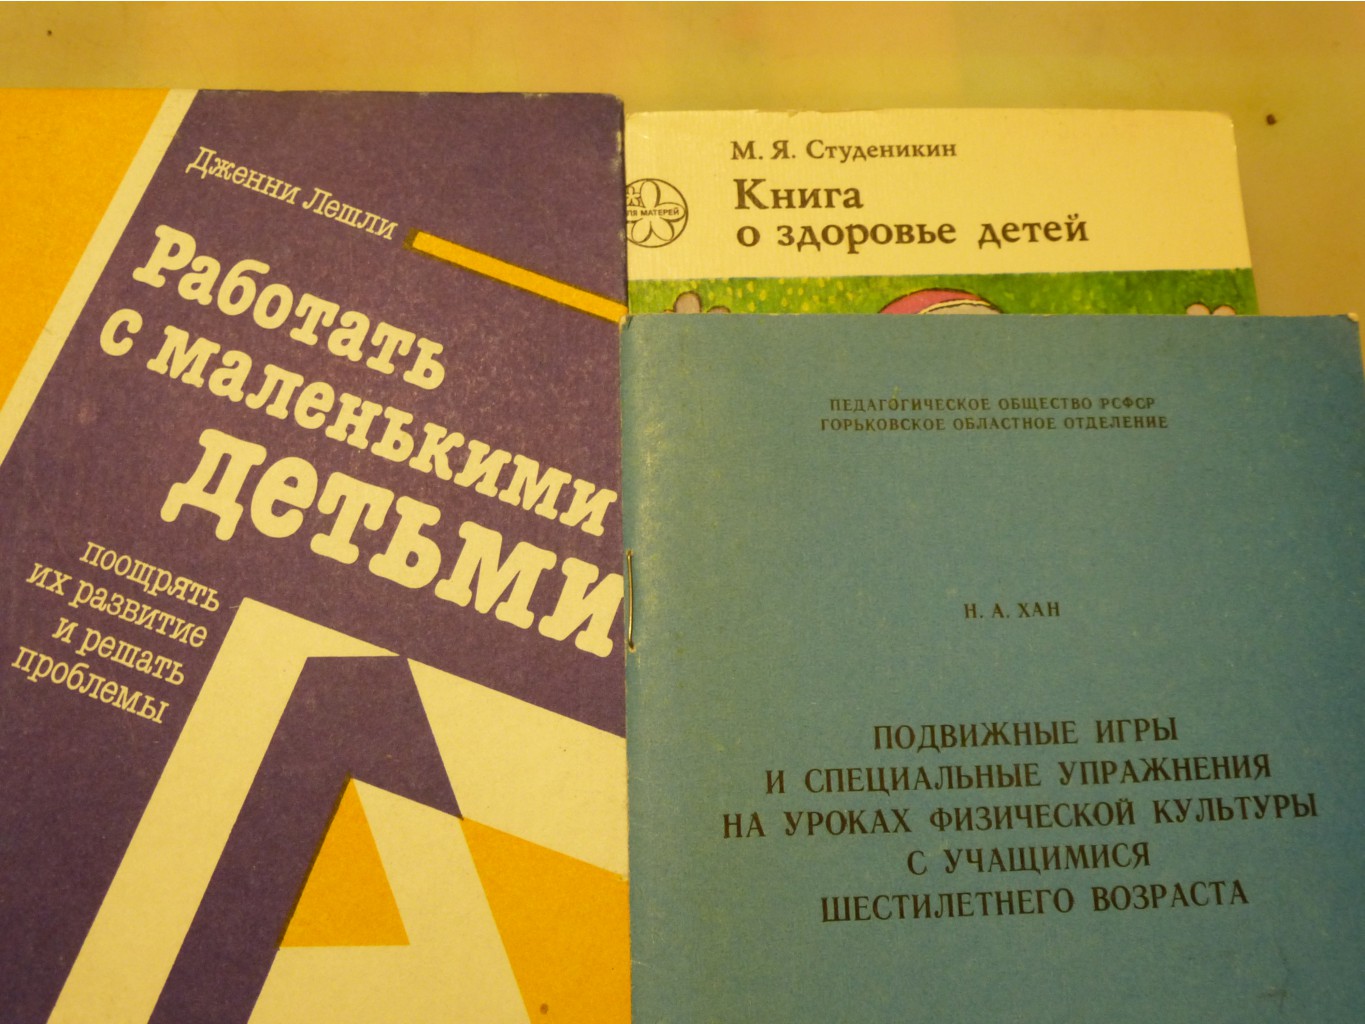 Дженни Лешли
Работать
с маленькими
детьми
поощрять
их развитие
и решать
проблемы
М. Я. Студеникин
Книга
о здоровье детей
МАТЕРЕЙ
ПЕДАГОГИЧЕСКОЕ ОБЩЕСТВО РСФСР
ГОРЬКОВСКОЕ ОБЛАСТНОЕ ОТДЕЛЕНИЕ
Н. А. ХАН
ПОДВИЖНЫЕ ИГРЫ
И СПЕЦИАЛЬНЫЕ УПРАЖНЕНИЯ
НА УРОКАХ ФИЗИЧЕСКОЙ КУЛЬТУРЫ
С УЧАЩИМИСЯ
ШЕСТИЛЕТНЕГО ВОЗРАСТА